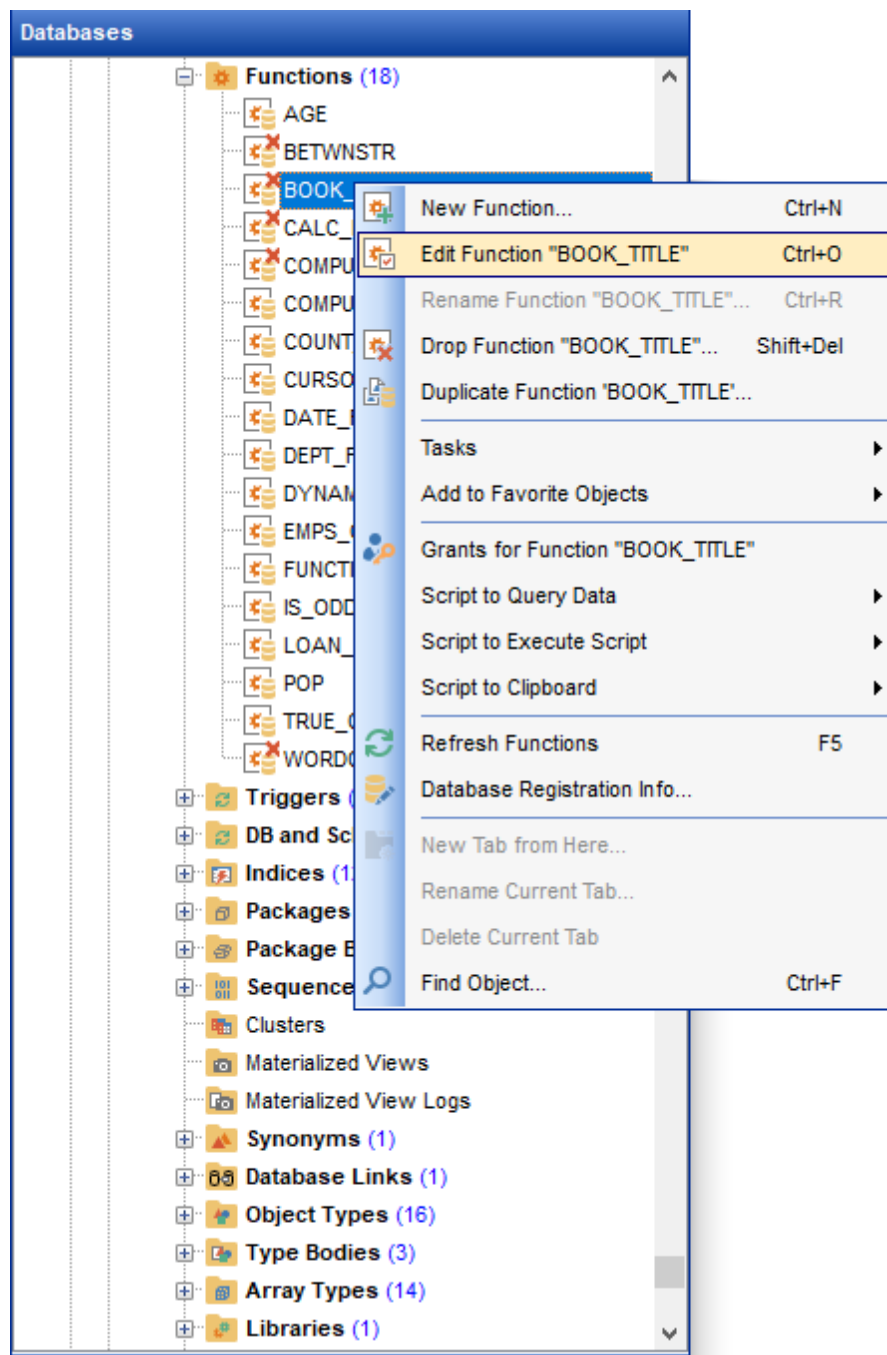 Databases
Functions (18)
AGE
BETWNSTR
BOOK_
CALC_
COMPU
COMPU
COUNT
CURSO
DATE_
DEPT_F
DYNAM
EMPS_
FUNCTI
IS_ODD
LOAN_
POP
TRUE_
WORDC
Triggers (
DB and Sc
Indices (1
Packages
Package B
Sequence
Clusters
Materialized Views
Materialized View Logs
Synonyms (1)
Database Links (1)
Object Types (16)
Type Bodies (3)
Array Types (14)
Libraries (1)
New Function... Ctrl+N
Edit Function "BOOK_TITLE" Ctrl+O
Rename Function "BOOK_TITLE"... Ctrl+R
Drop Function "BOOK_TITLE"... Shift+Del
Duplicate Function 'BOOK_TITLE'...
Tasks
Add to Favorite Objects
Grants for Function "BOOK_TITLE"
Script to Query Data
Script to Execute Script
Script to Clipboard
Refresh Functions F5
Database Registration Info...
New Tab from Here...
Rename Current Tab...
Delete Current Tab
Find Object... Ctrl+F